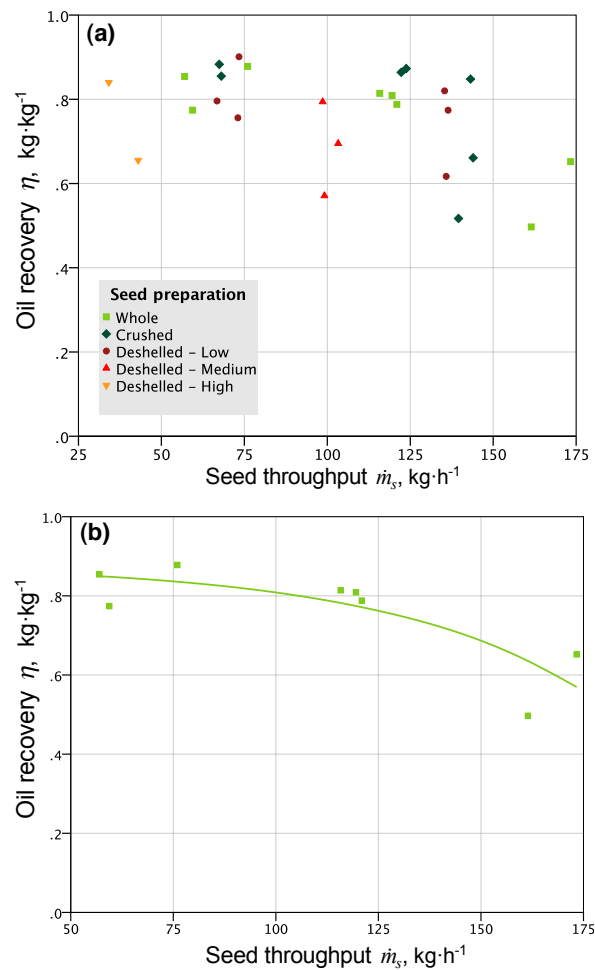 (a)
1.0
.8
.6
.4
.2
.0
Oil recovery η, kg·kg⁻¹
Seed preparation
Whole
Crushed
Deshelled – Low
Deshelled – Medium
Deshelled – High
25 50 75 100 125 150 175
Seed throughput ṁₛ, kg·h⁻¹
(b)
1.0
.8
.6
.4
.2
.0
Oil recovery η, kg·kg⁻¹
50 75 100 125 150 175
Seed throughput ṁₛ, kg·h⁻¹